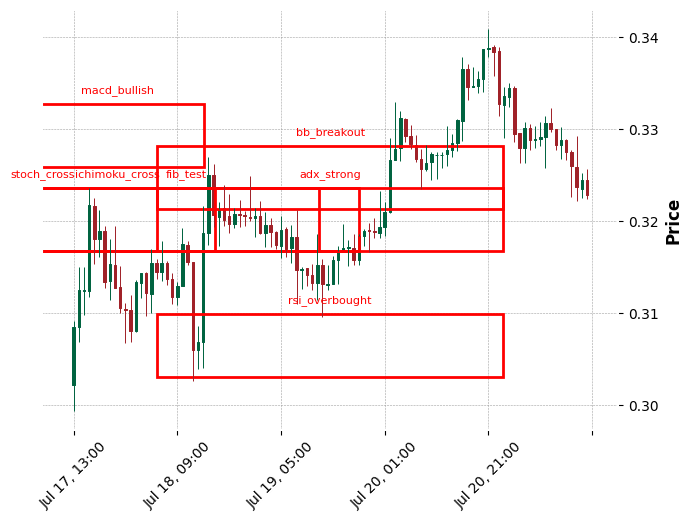 macd_bullish
bb_breakout
stoch_crossichimoku_cross fib_test
adx_strong
rsi_overbought
0.34
0.33
0.32
0.31
0.30
Price
Jul 17, 13:00
Jul 18, 09:00
Jul 19, 05:00
Jul 20, 01:00
Jul 20, 21:00